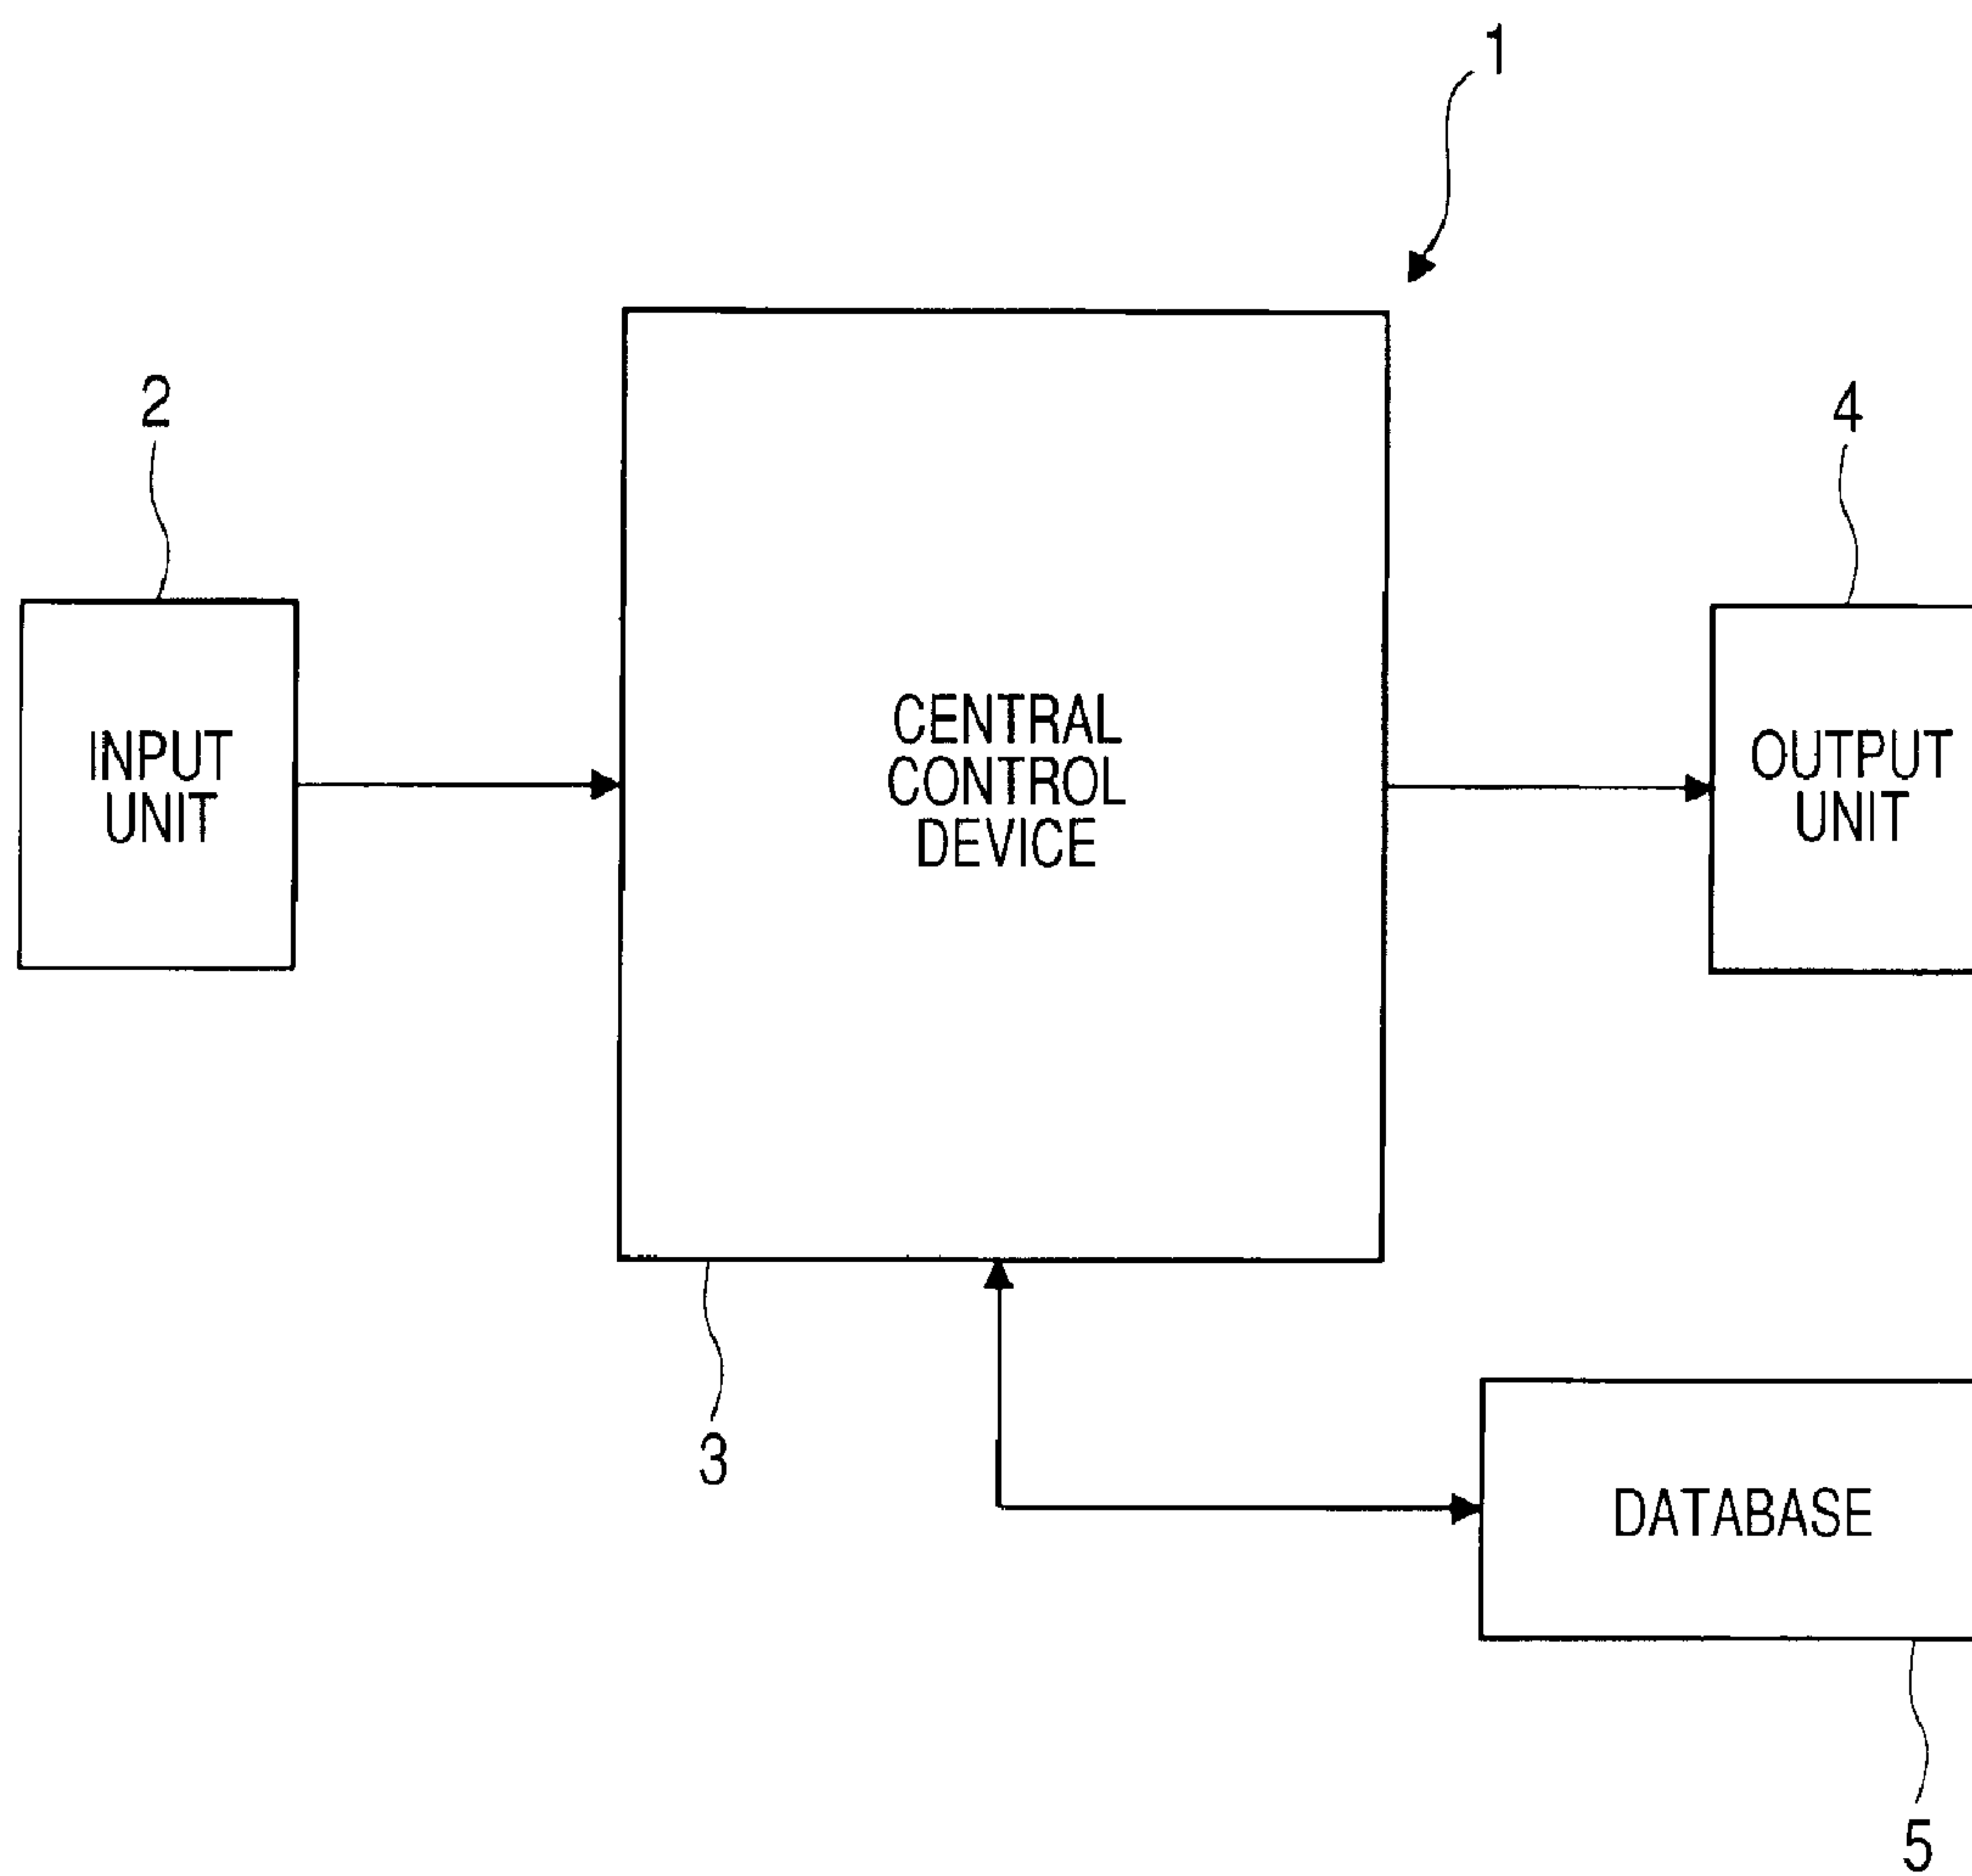 1
2
4
INPUT
UNIT
CENTRAL
CONTROL
DEVICE
OUTPUT
UNIT
3
DATABASE
5